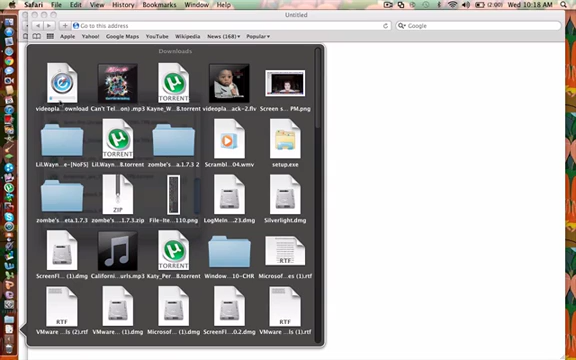 Safari File Edit View History Bookmarks Window Help Wed 10:18 AM
Untitled
Go to this address Google
Apple Yahoo! Google Maps YouTube Wikipedia News (168) Popular
Downloads
videopla...ownload Can't Tel...on).mp3 Kayne_W...8.torrent videopla...ack-2.flv Screen s... PM.png
TORRENT
Lil.Wayn...e-[NoFS] Lil.Wayn...8.torrent zombe's...a.1.7.3 2 Scrambl...04.wmv setup.exe
TORRENT
zombe's...eta.1.7.3 zombe's...1.7.3.zip File-Ite...110.png LogMeIn...23.dmg Silverlight.dmg
ZIP
ScreenFl... (1).dmg Californi...urls.mp3 Katy_Per...8.torrent Window...10-CHR Microsof...es (1).rtf
TORRENT RTF
VMware ...ls (2).rtf VMware... (1).dmg Microsof... (1).dmg ScreenFl...0.2.dmg VMware ...ls (1).rtf
RTF RTF